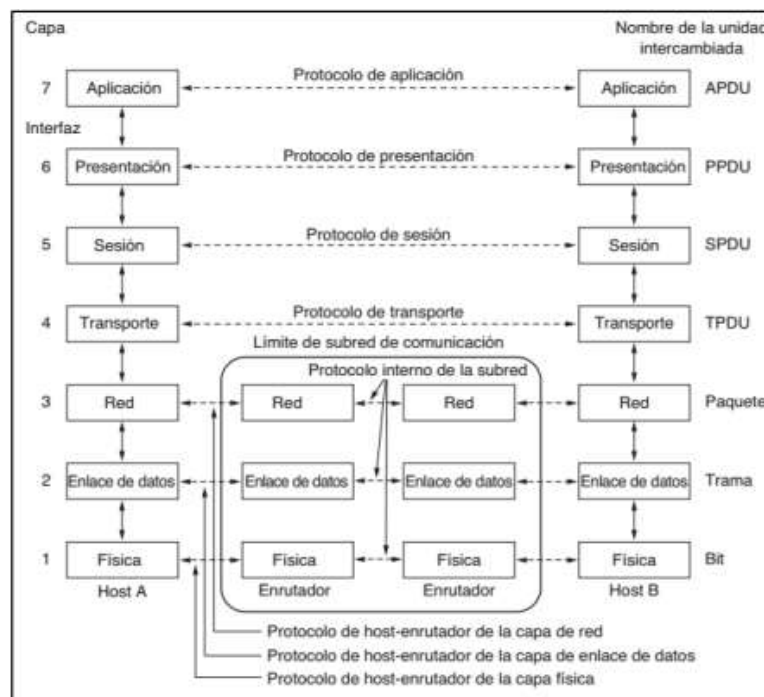 Capa
Nombre de la unidad
intercambiada
7 Aplicación Protocolo de aplicación Aplicación APDU
Interfaz
6 Presentación Protocolo de presentación Presentación PPDU
5 Sesión Protocolo de sesión Sesión SPDU
4 Transporte Protocolo de transporte Transporte TPDU
Límite de subred de comunicación
Protocolo interno de la subred
3 Red Red Red Red Paquete
2 Enlace de datos Enlace de datos Enlace de datos Enlace de datos Trama
1 Física Física Física Física Bit
Host A Enrutador Enrutador Host B
Protocolo de host-enrutador de la capa de red
Protocolo de host-enrutador de la capa de enlace de datos
Protocolo de host-enrutador de la capa física